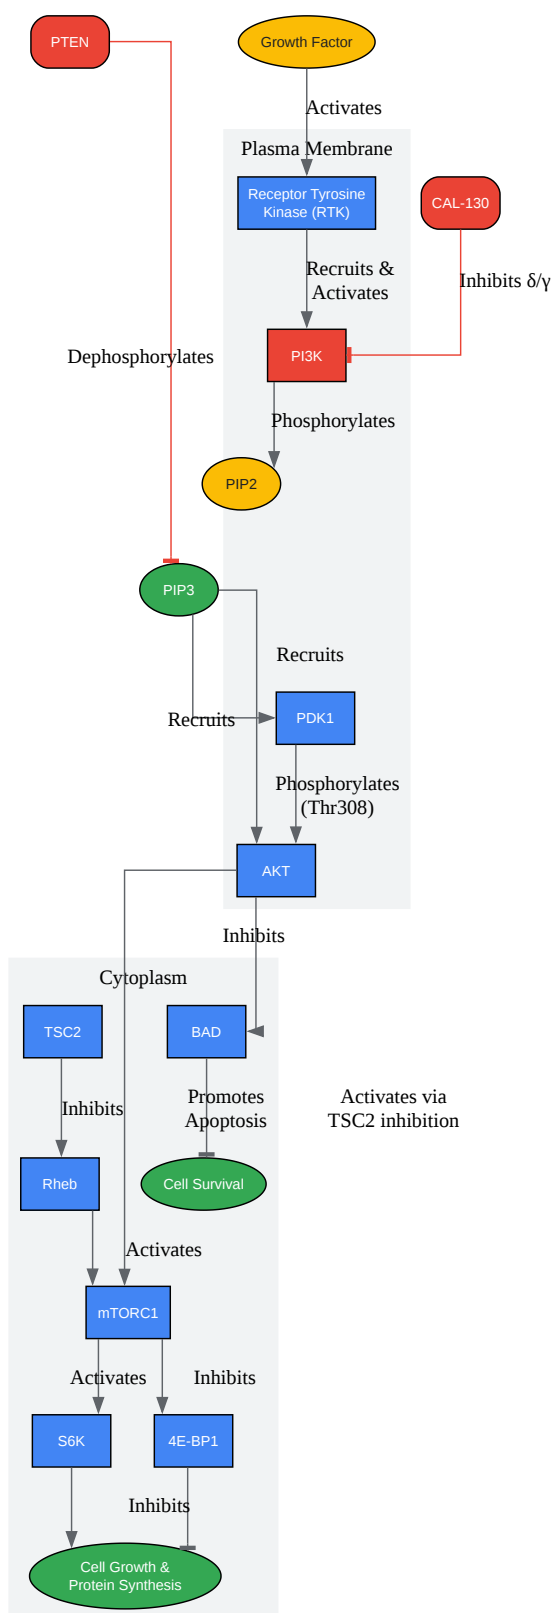 PTEN
Growth Factor
Activates
Plasma Membrane
Receptor Tyrosine
Kinase (RTK)
CAL-130
Recruits &
Activates
Inhibits δ/γ
PI3K
Dephosphorylates
Phosphorylates
PIP2
PIP3
Recruits
Recruits
PDK1
Phosphorylates
(Thr308)
AKT
Inhibits
Cytoplasm
TSC2
BAD
Inhibits
Promotes
Apoptosis
Activates via
TSC2 inhibition
Rheb
Cell Survival
Activates
mTORC1
Activates
Inhibits
S6K
4E-BP1
Inhibits
Cell Growth &
Protein Synthesis